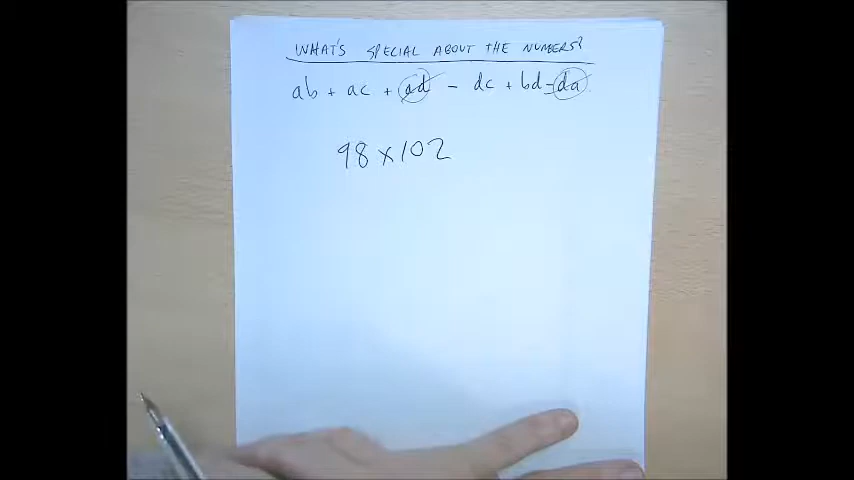 WHAT'S SPECIAL ABOUT THE NUMBERS?
ab + ac + ad - dc + bd - da
98 x 102